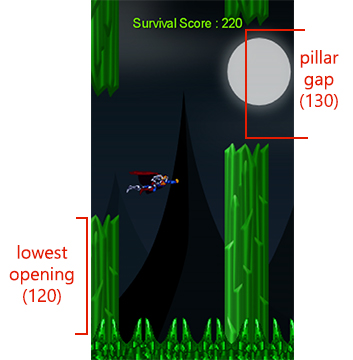 Survival Score : 220
pillar
gap
(130)
lowest
opening
(120)